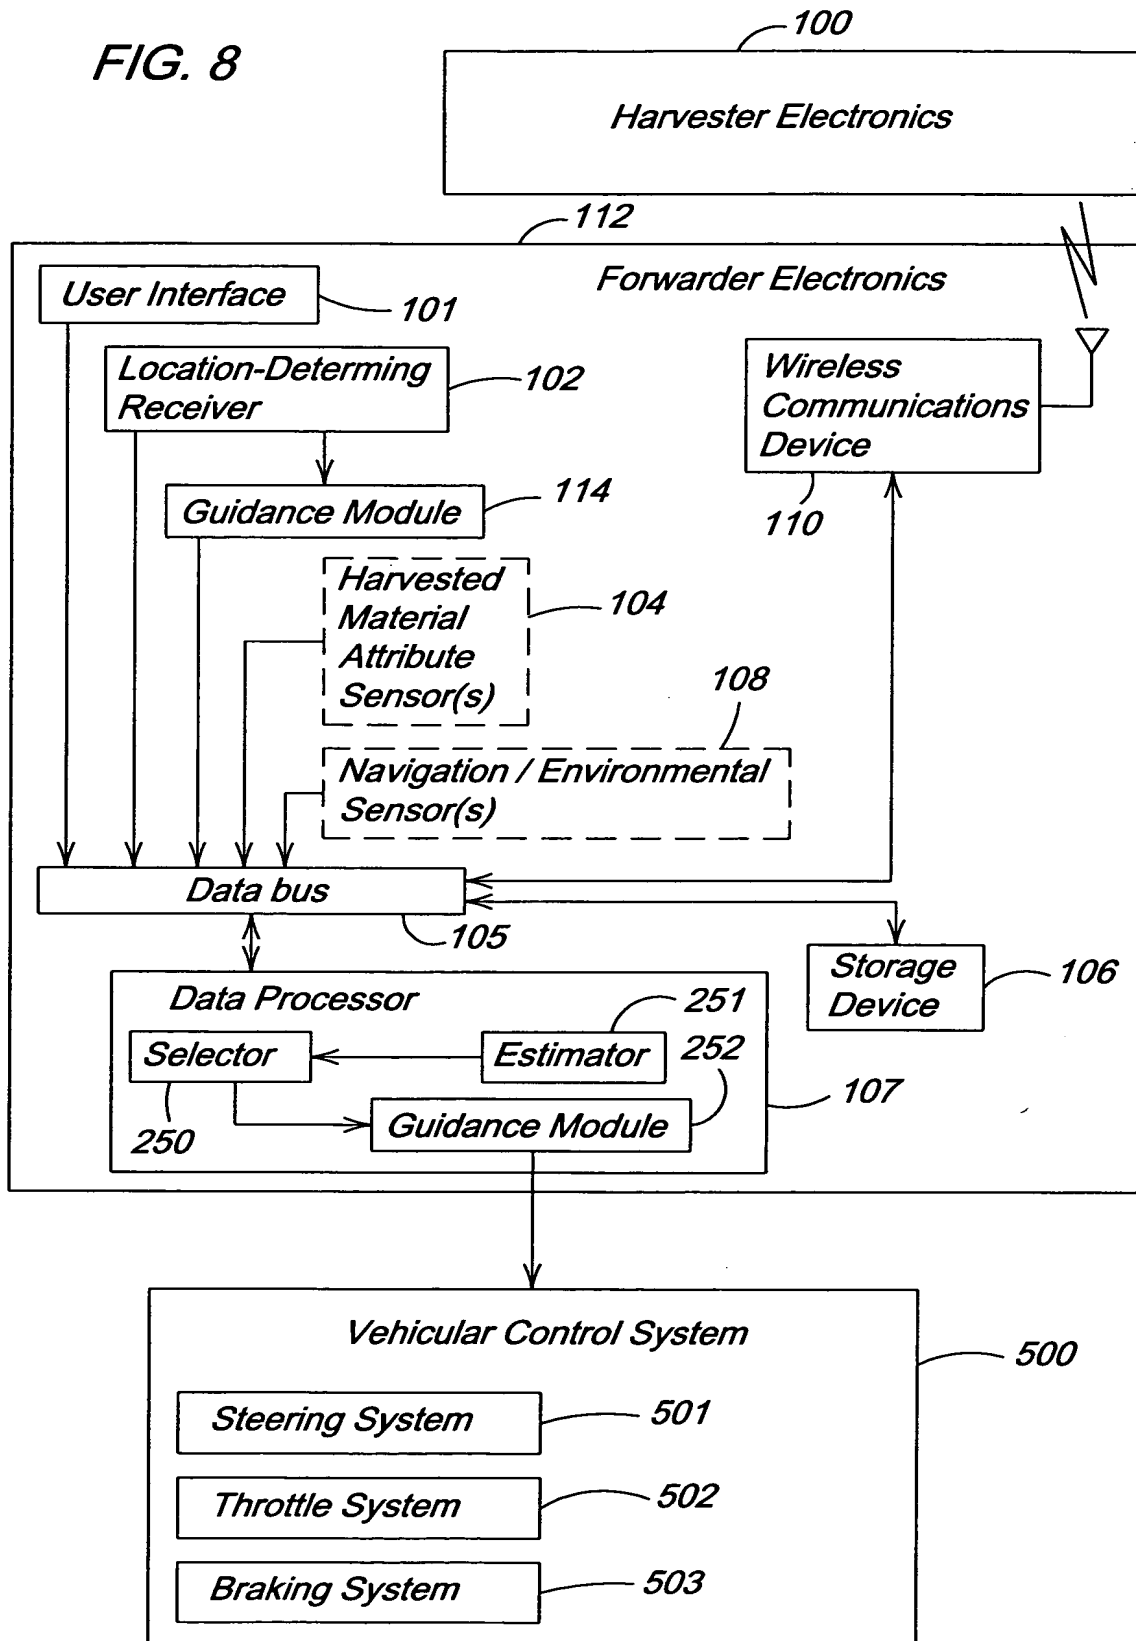 FIG. 8
100
Harvester Electronics
112
Forwarder Electronics
User Interface
101
Location-Determing
Receiver
102
Wireless
Communications
Device
110
Guidance Module
114
Harvested
Material
Attribute
Sensor(s)
104
108
Navigation / Environmental
Sensor(s)
Data bus
105
Storage
Device
106
Data Processor
251
Selector
Estimator
252
250
Guidance Module
107
Vehicular Control System
500
Steering System
501
Throttle System
502
Braking System
503